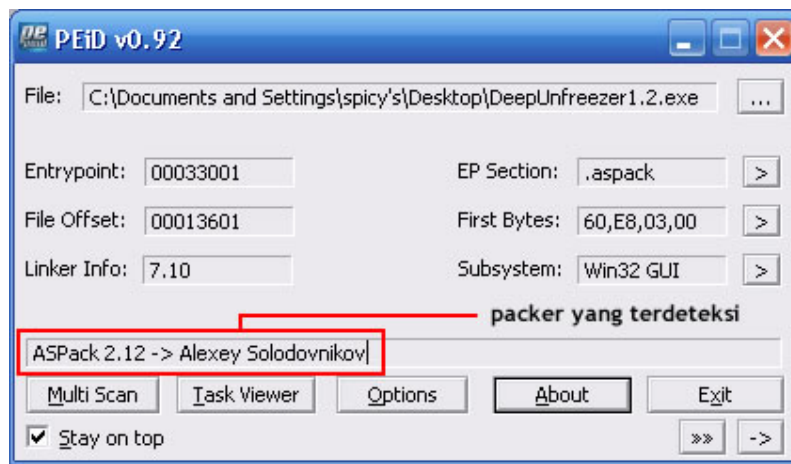 PEiD v0.92
File: C:\Documents and Settings\spicy's\Desktop\DeepUnfreezer1.2.exe ...
Entrypoint: 00033001 EP Section: .aspack >
File Offset: 00013601 First Bytes: 60,E8,03,00 >
Linker Info: 7.10 Subsystem: Win32 GUI >
packer yang terdeteksi
ASPack 2.12 -> Alexey Solodovnikov
Multi Scan Task Viewer Options About Exit
Stay on top »» ->